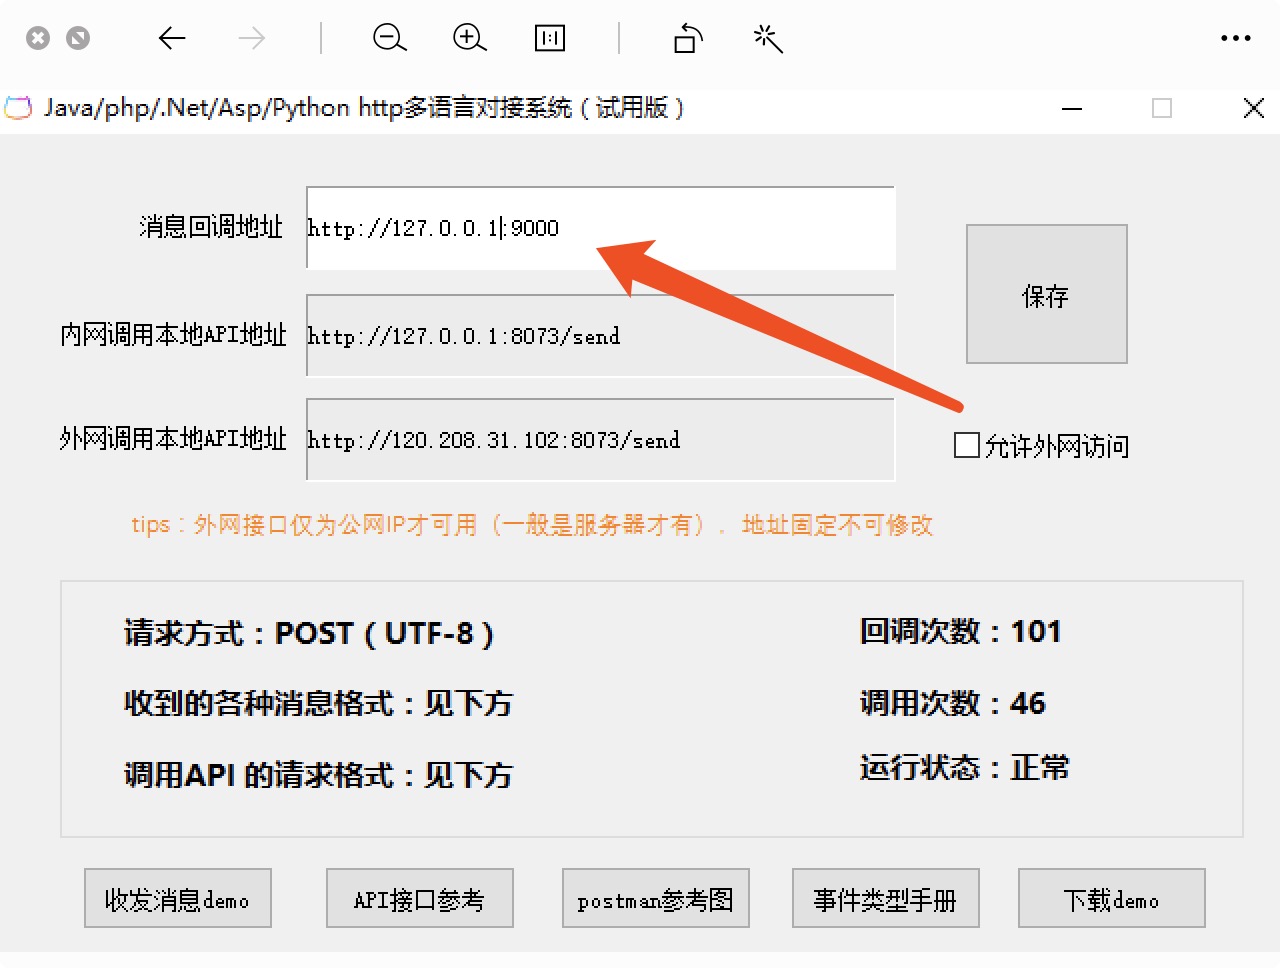 Java/php/.Net/Asp/Python http多语言对接系统（试用版）
消息回调地址 http://127.0.0.1:9000
保存
内网调用本地API地址 http://127.0.0.1:8073/send
外网调用本地API地址 http://120.208.31.102:8073/send
允许外网访问
tips：外网接口仅为公网IP才可用（一般是服务器才有）. 地址固定不可修改
请求方式：POST（UTF-8）
回调次数：101
收到的各种消息格式：见下方
调用次数：46
调用API 的请求格式：见下方
运行状态：正常
收发消息demo
API接口参考
postman参考图
事件类型手册
下载demo